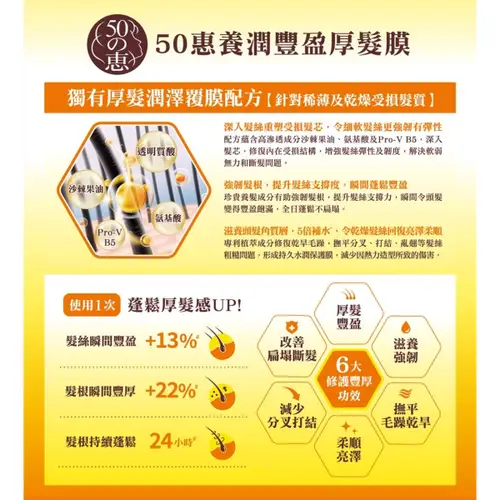 50の惠
50惠養潤豐盈厚髮膜
獨有厚髮潤澤覆膜配方【針對稀薄及乾燥受損髮質】
透明質酸
沙棘果油
氨基酸
Pro-V
B5
深入髮絲重塑受損髮芯，令細軟髮絲更強韌有彈性
配方蘊含高滲透成分沙棘果油、氨基酸及Pro-V B5，深入
髮芯，修復內在受損結構，增強髮絲彈性及韌度，解決軟弱
無力和斷髮問題。
強韌髮根，提升髮絲支撐度，瞬間蓬鬆豐盈
珍貴養髮成分有助強韌髮根，提升髮絲支撐力，瞬間令頭髮
變得豐盈飽滿，全日蓬鬆不扁塌。
滋養頭髮角質層，5倍補水*，令乾燥髮絲回復亮澤柔順
專利植萃成分修復乾旱毛躁，撫平分叉、打結、亂翹等髮絲
粗糙問題，形成持久水潤保護膜，減少因熱力造型所致的傷害。
使用1次 蓬鬆厚髮感UP!
髮絲瞬間豐盈 +13%#
髮根瞬間豐厚 +22%#
髮根持續蓬鬆 24小時#
厚髮
豐盈
改善
扁塌斷髮
滋養
強韌
6大
修護豐厚
功效
減少
分叉打結
撫平
毛躁乾旱
柔順
亮澤